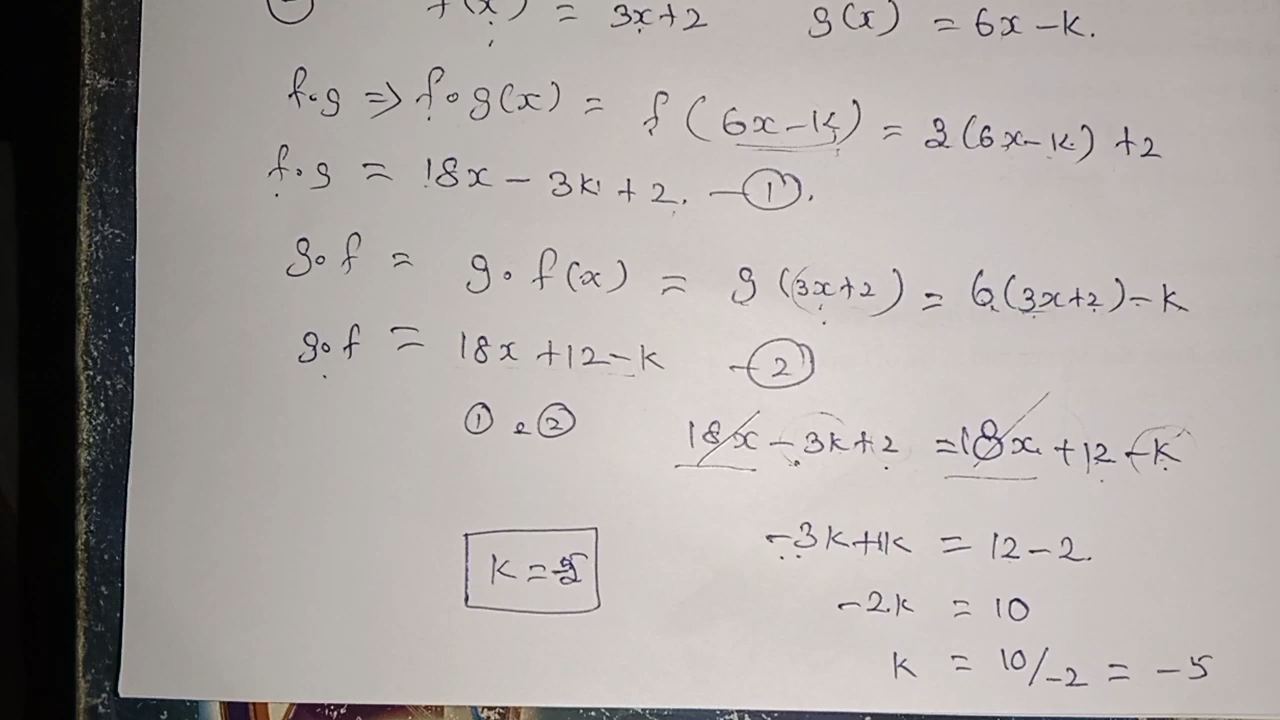 f(x) = 3x+2 g(x) = 6x-k.
f∘g => f∘g(x) = f(6x-k) = 3(6x-k)+2
f∘g = 18x - 3k + 2. - ①.
g∘f = g∘f(x) = g(3x+2) = 6(3x+2)-k
g∘f = 18x+12-k - ②
① & ② 18x - 3k+2 = 18x + 12 - k
-3k+1k = 12-2.
k = -5
-2k = 10
k = 10/-2 = -5